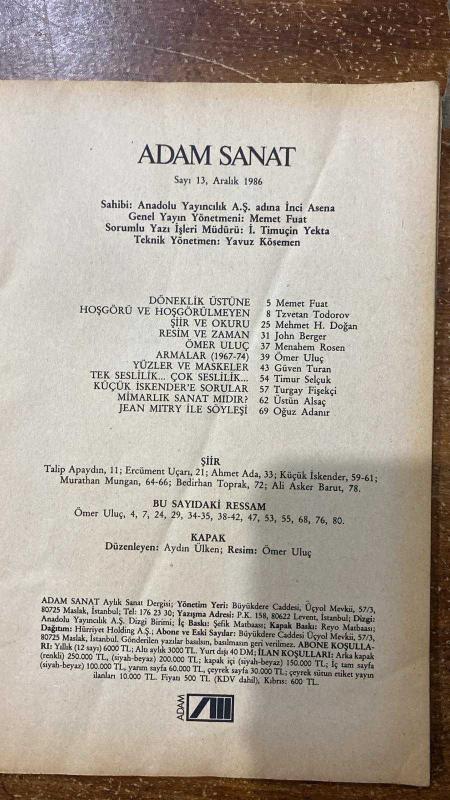 ADAM SANAT
Sayı 13, Aralık 1986
Sahibi: Anadolu Yayıncılık A.Ş. adına İnci Asena
Genel Yayın Yönetmeni: Memet Fuat
Sorumlu Yazı İşleri Müdürü: İ. Timuçin Yekta
Teknik Yönetmen: Yavuz Kösemen
DÖNEKLİK ÜSTÜNE 5 Memet Fuat
HOŞGÖRÜ VE HOŞGÖRÜLMEYEN 8 Tzvetan Todorov
ŞİİR VE OKURU 25 Mehmet H. Doğan
RESİM VE ZAMAN 31 John Berger
ÖMER ULUÇ 37 Menahem Rosen
ARMALAR (1967-74) 39 Ömer Uluç
YÜZLER VE MASKELER 43 Güven Turan
TEK SESLİLİK... ÇOK SESLİLİK... 54 Timur Selçuk
KÜÇÜK İSKENDER'E SORULAR 57 Turgay Fişekçi
MİMARLIK SANAT MIDIR? 62 Üstün Alsaç
JEAN MITRY İLE SÖYLEŞİ 69 Oğuz Adanır
ŞİİR
Talip Apaydın, 11; Ercüment Uçarı, 21; Ahmet Ada, 33; Küçük İskender, 59-61;
Murathan Mungan, 64-66; Bedirhan Toprak, 72; Ali Asker Barut, 78.
BU SAYIDAKİ RESSAM
Ömer Uluç, 4, 7, 24, 29, 34-35, 38-42, 47, 53, 55, 68, 76, 80.
KAPAK
Düzenleyen: Aydın Ülken; Resim: Ömer Uluç
ADAM SANAT Aylık Sanat Dergisi; Yönetim Yeri: Büyükdere Caddesi, Üçyol Mevkii, 57/3,
80725 Maslak, İstanbul; Tel: 176 23 30; Yazışma Adresi: P.K. 158, 80622 Levent, İstanbul; Dizgi:
Anadolu Yayıncılık A.Ş. Dizgi Birimi; İç Baskı: Şefik Matbaası; Kapak Baskı: Reyo Matbaası;
Dağıtım: Hürriyet Holding A.Ş.; Abone ve Eski Sayılar: Büyükdere Caddesi Üçyol Mevkii, 57/3,
80725 Maslak, İstanbul. Gönderilen yazılar basılsın, basılmasın geri verilmez. ABONE KOŞULLA-
RI: Yıllık (12 sayı) 6000 TL.; Altı aylık 3000 TL. Yurt dışı 40 DM; İLAN KOŞULLARI: Arka kapak
(renkli) 250.000 TL., (siyah-beyaz) 200.000 TL.; kapak içi (siyah-beyaz) 150.000 TL.; İç tam sayfa
(siyah-beyaz) 100.000 TL., yarım sayfa 60.000 TL., çeyrek sayfa 30.000 TL.; çeyrek sütun etiket yayın
ilanları 10.000 TL. Fiyatı 500 TL. (KDV dahil), Kıbrıs: 600 TL.
ADAM